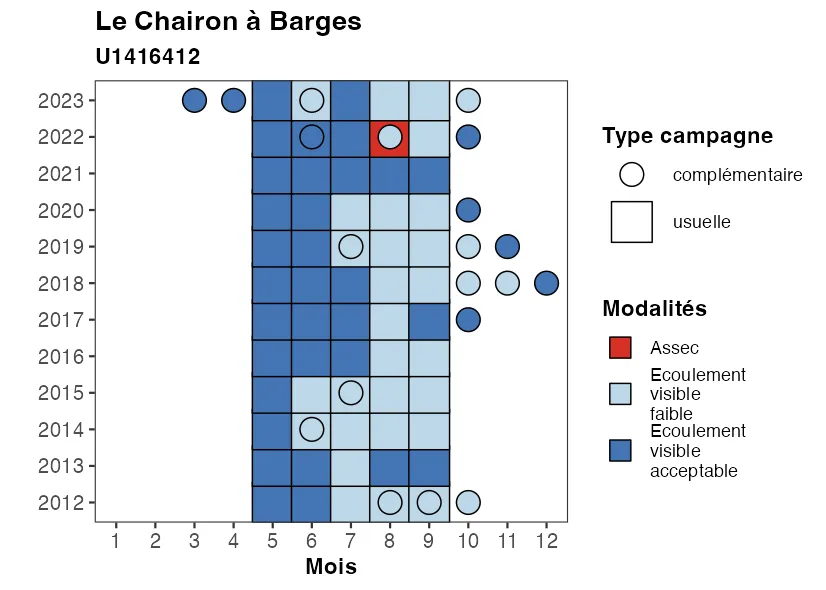 Le Chairon à Barges
U1416412
2023
2022
2021
2020
2019
2018
2017
2016
2015
2014
2013
2012
1 2 3 4 5 6 7 8 9 10 11 12
Mois
Type campagne
complémentaire
usuelle
Modalités
Assec
Ecoulement
visible
faible
Ecoulement
visible
acceptable